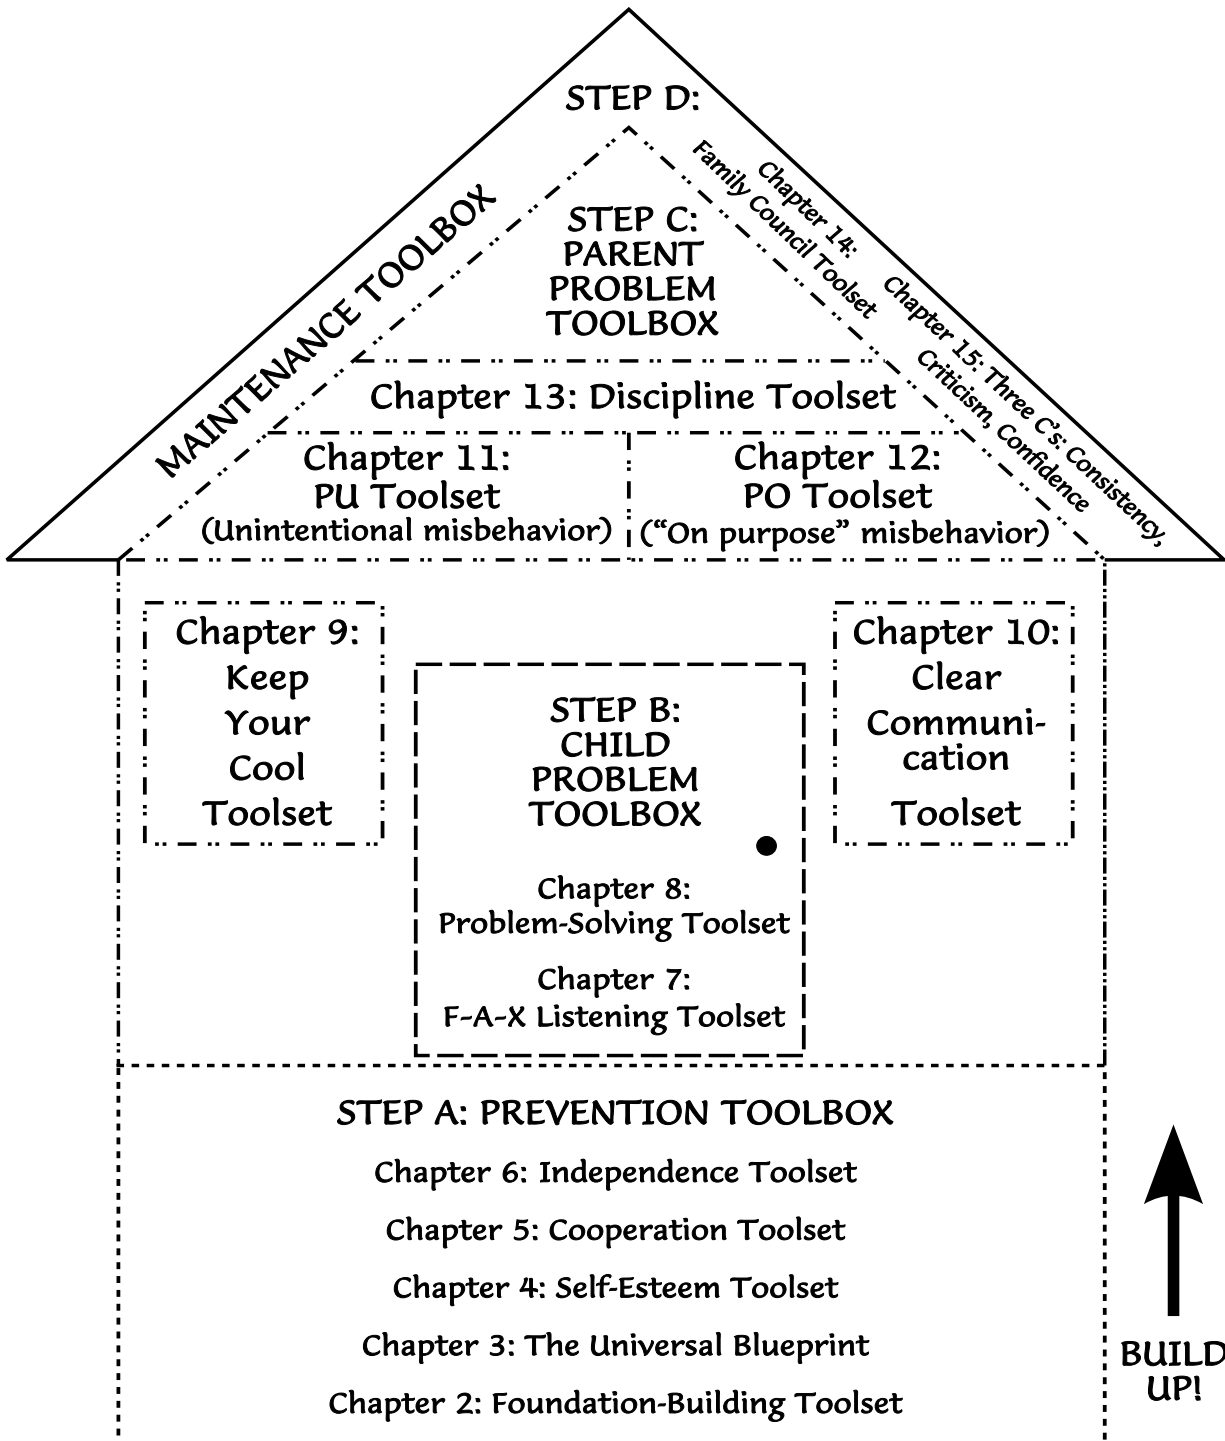 STEP D:
MAINTENANCE TOOLBOX
Chapter 14:
Family Council Toolset
Chapter 15: Three C's: Consistency,
Criticism, Confidence
STEP C:
PARENT
PROBLEM
TOOLBOX
Chapter 13: Discipline Toolset
Chapter 11:
PU Toolset
(Unintentional misbehavior)
Chapter 12:
PO Toolset
(“On purpose” misbehavior)
Chapter 9:
Keep
Your
Cool
Toolset
Chapter 10:
Clear
Communi-
cation
Toolset
STEP B:
CHILD
PROBLEM
TOOLBOX
Chapter 8:
Problem-Solving Toolset
Chapter 7:
F-A-X Listening Toolset
STEP A: PREVENTION TOOLBOX
Chapter 6: Independence Toolset
Chapter 5: Cooperation Toolset
Chapter 4: Self-Esteem Toolset
Chapter 3: The Universal Blueprint
Chapter 2: Foundation-Building Toolset
BUILD
UP!